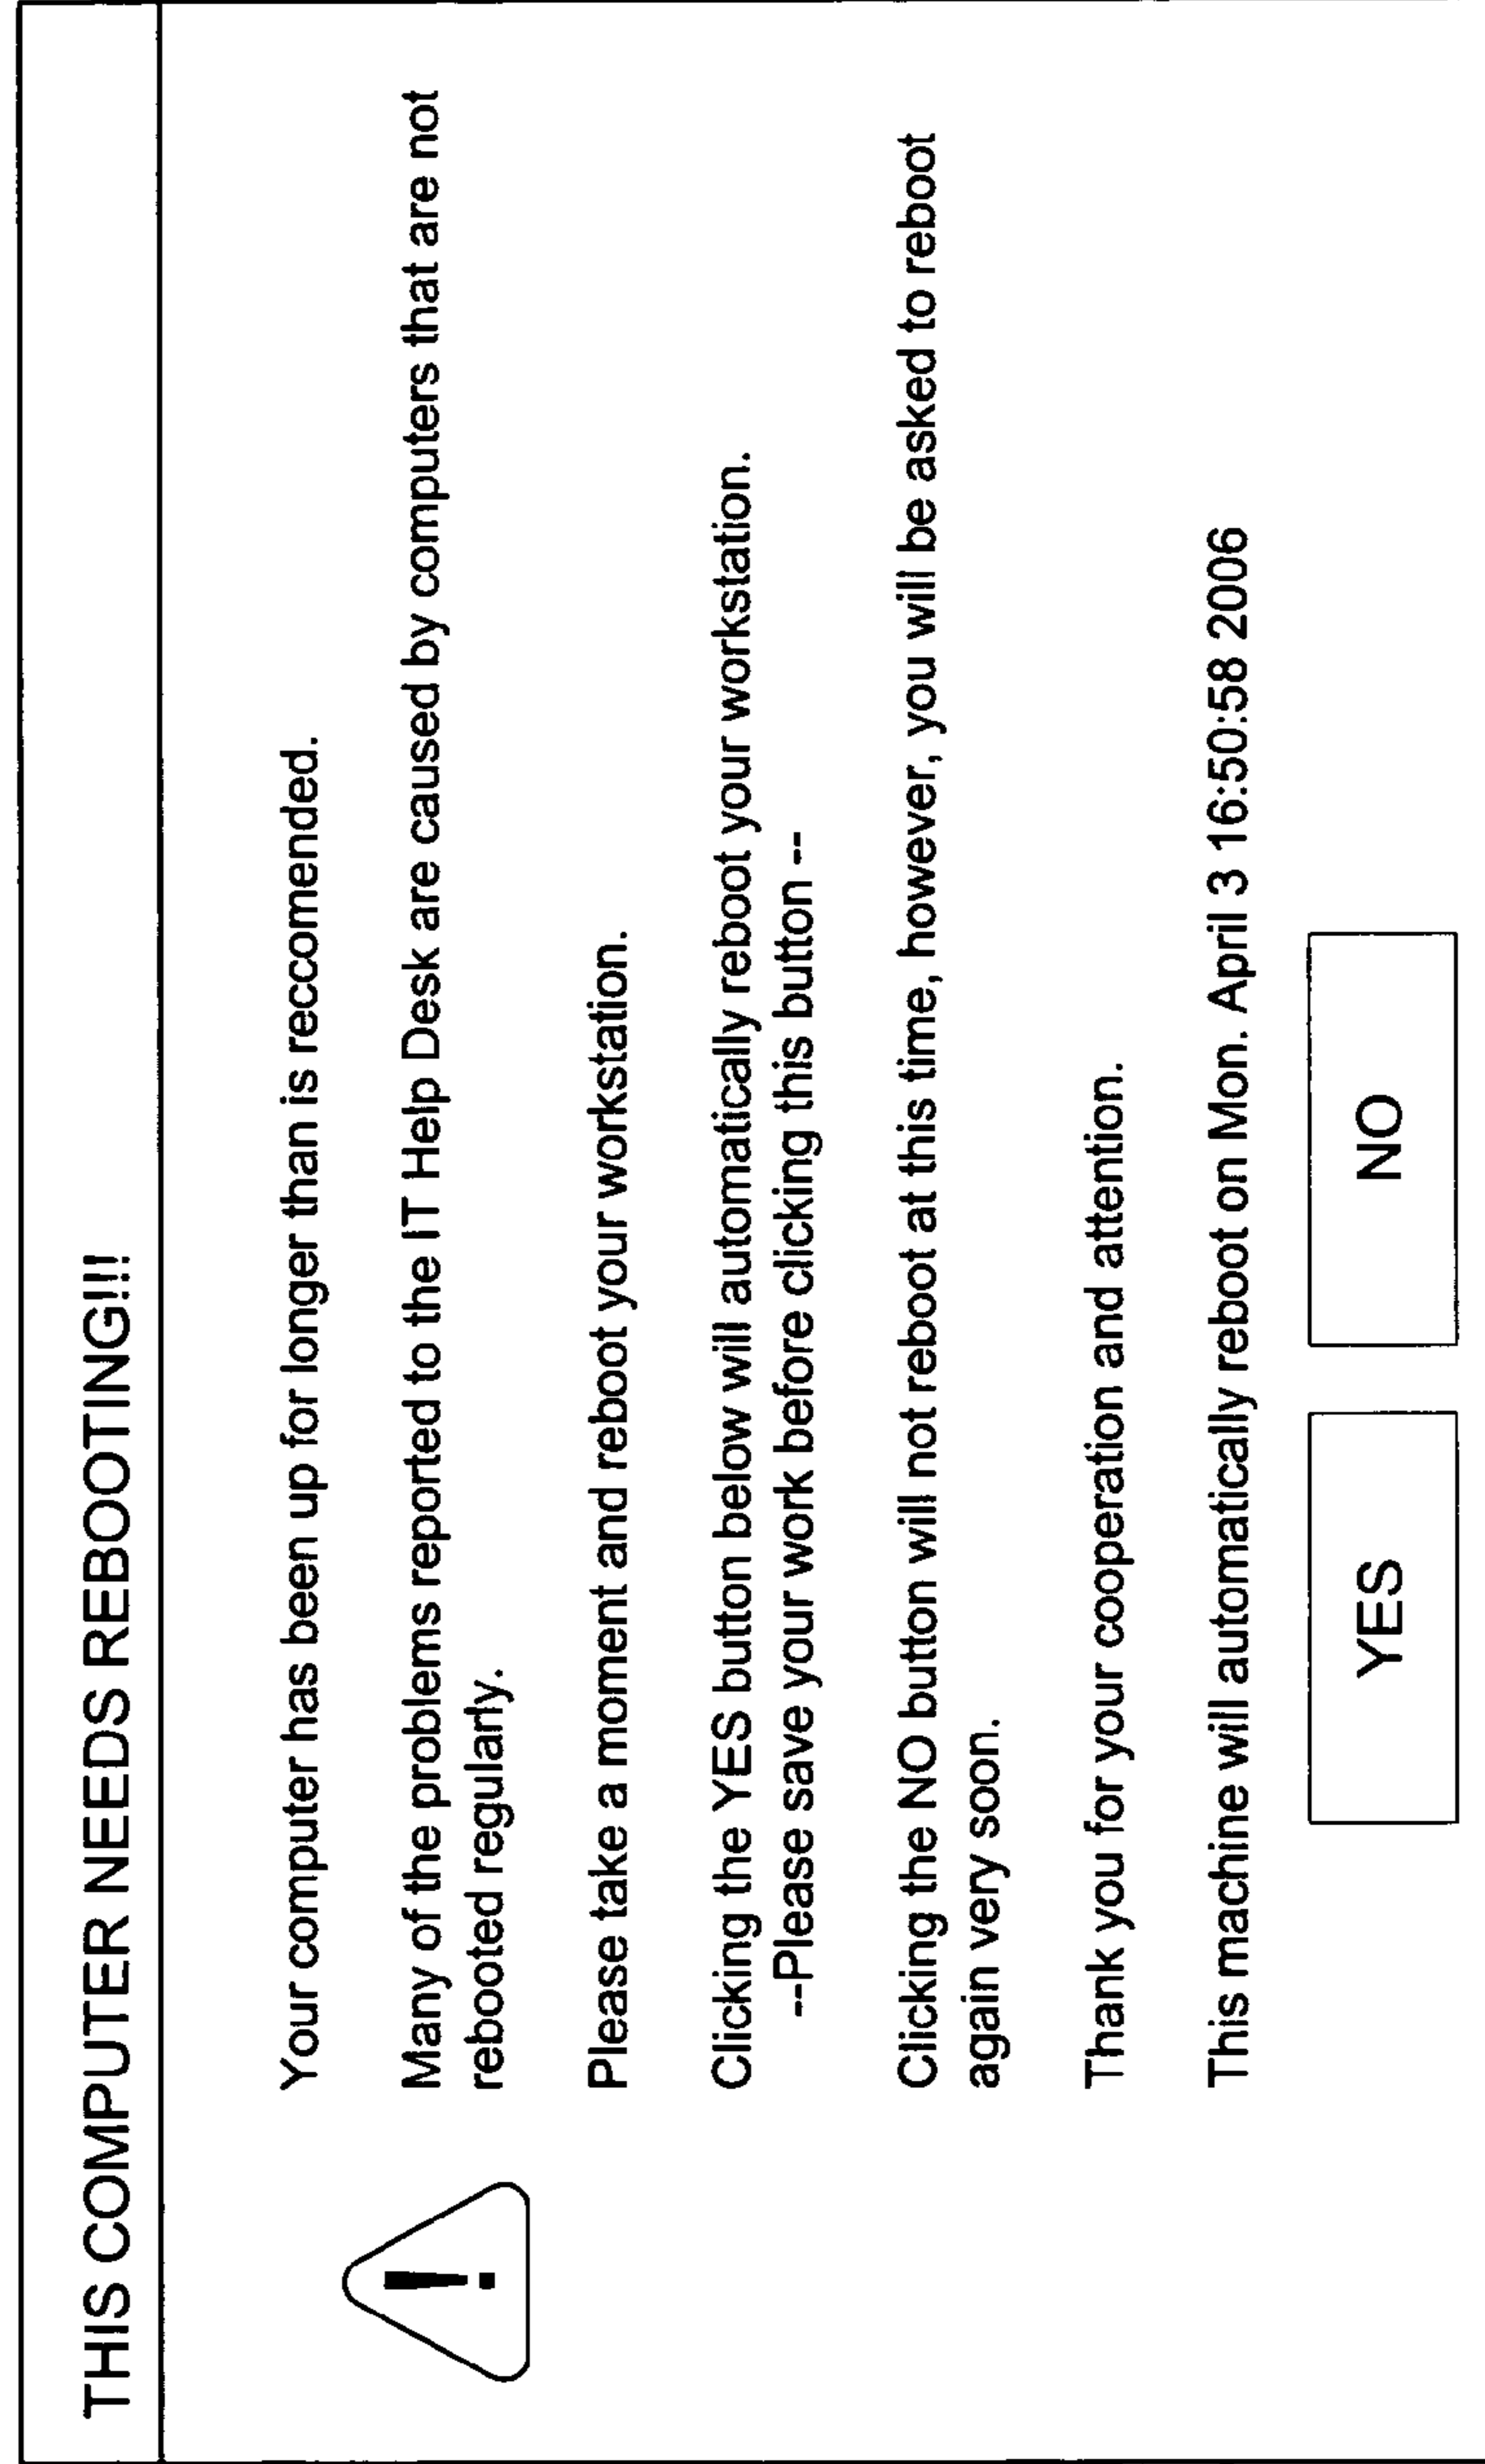 THIS COMPUTER NEEDS REBOOTING!!!
Your computer has been up for longer than is reccomended.
Many of the problems reported to the IT Help Desk are caused by computers that are not
rebooted regularly.
Please take a moment and reboot your workstation.
Clicking the YES button below will automatically reboot your workstation.
--Please save your work before clicking this button --
Clicking the NO button will not reboot at this time, however, you will be asked to reboot
again very soon.
Thank you for your cooperation and attention.
This machine will automatically reboot on Mon. April 3 16:50:58 2006
YES NO